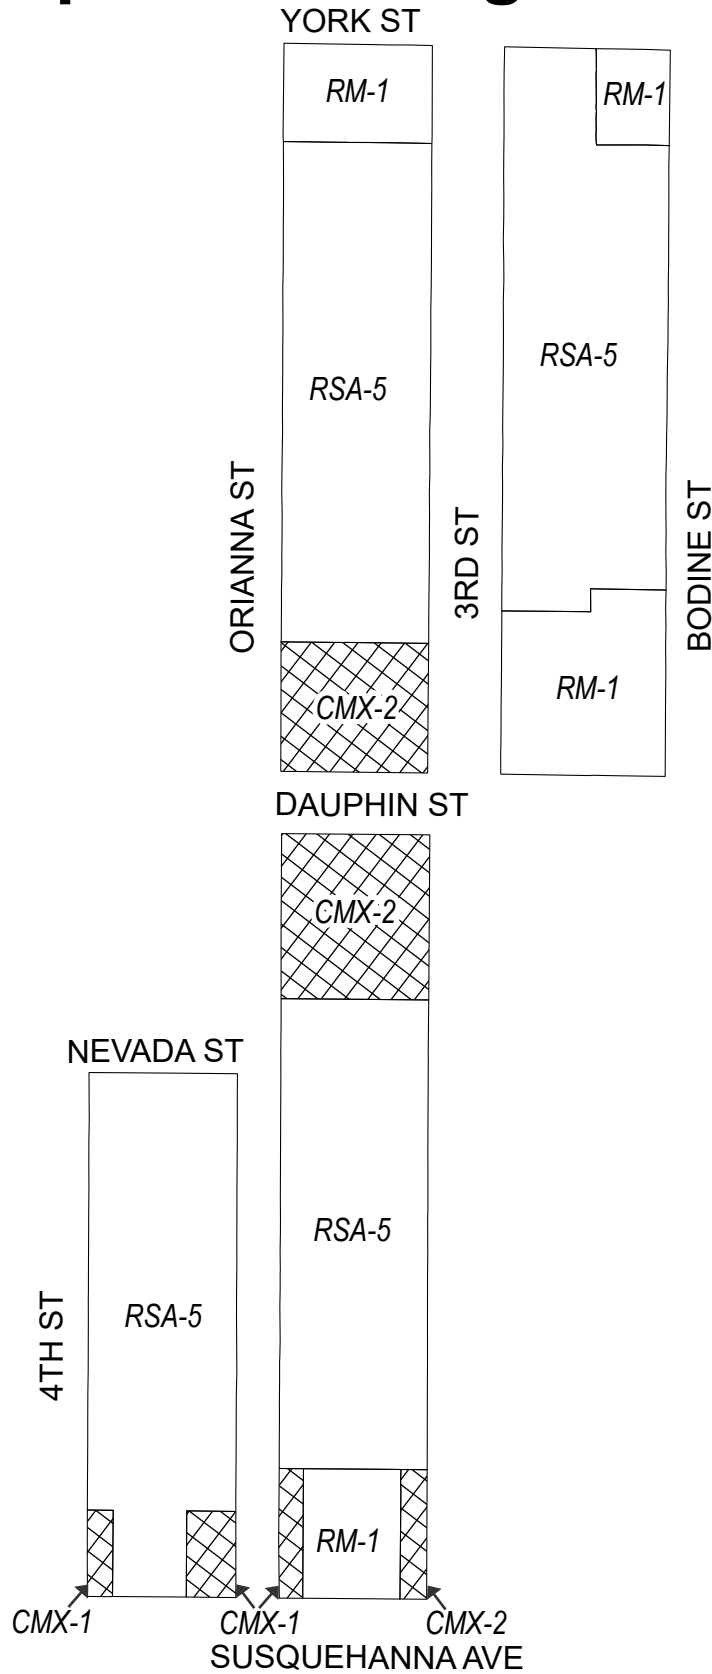 YORK ST
RM-1
RM-1
RSA-5
RSA-5
ORIANNA ST
3RD ST
BODINE ST
RM-1
CMX-2
DAUPHIN ST
CMX-2
NEVADA ST
RSA-5
RSA-5
4TH ST
RM-1
CMX-1
CMX-1
CMX-2
SUSQUEHANNA AVE